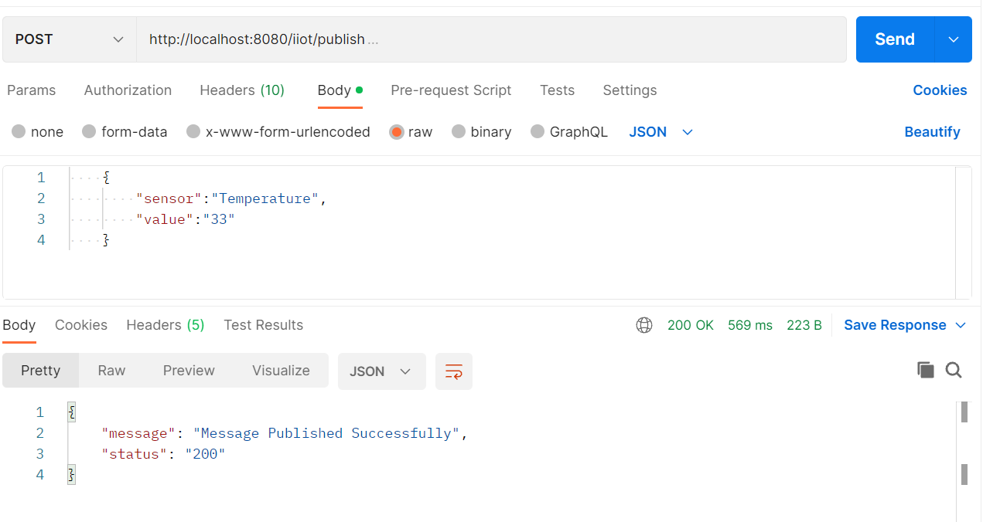 POST http://localhost:8080/iiot/publish ... Send
Params Authorization Headers (10) Body Pre-request Script Tests Settings Cookies
none form-data x-www-form-urlencoded raw binary GraphQL JSON Beautify
1 {
2 "sensor":"Temperature",
3 "value":"33"
4 }
Body Cookies Headers (5) Test Results 200 OK 569 ms 223 B Save Response
Pretty Raw Preview Visualize JSON
1 {
2 "message": "Message Published Successfully",
3 "status": "200"
4 }